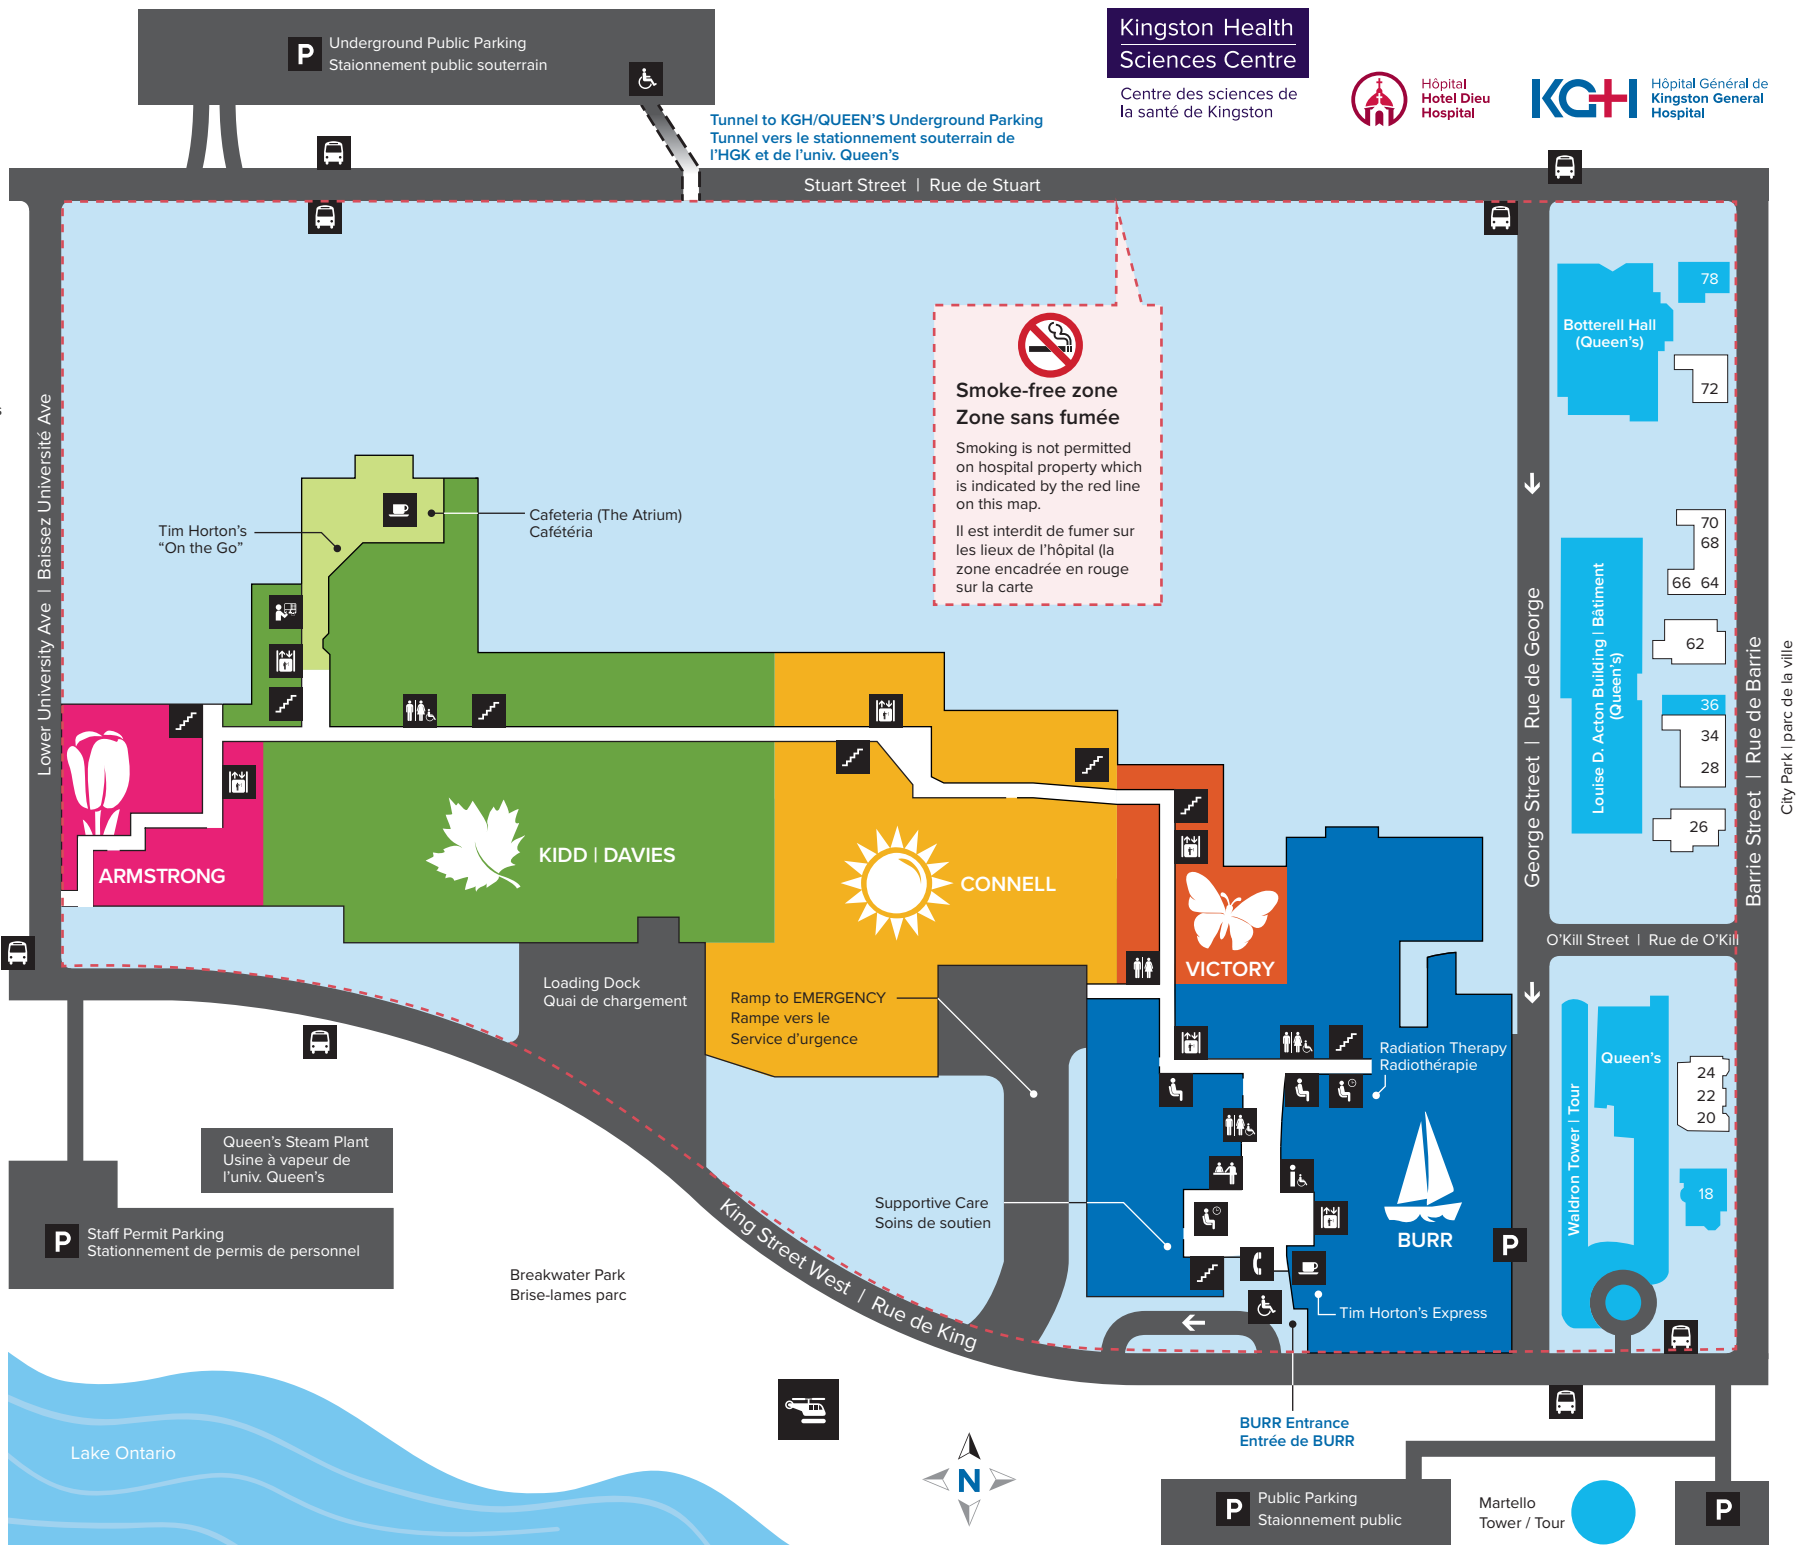 Underground Public Parking
Staionnement public souterrain
P
Kingston Health
Sciences Centre
Centre des sciences de
la santé de Kingston
Hôpital
Hotel Dieu
Hospital
KGH
Hôpital Général de
Kingston General
Hospital
Tunnel to KGH/QUEEN'S Underground Parking
Tunnel vers le stationnement souterrain de
l'HGK et de l'univ. Queen's
Stuart Street | Rue de Stuart
Lower University Ave | Baissez Université Ave
Smoke-free zone
Zone sans fumée
Smoking is not permitted
on hospital property which
is indicated by the red line
on this map.
Il est interdit de fumer sur
les lieux de l'hôpital (la
zone encadrée en rouge
sur la carte
Botterell Hall
(Queen's)
78
72
70
68
66 64
62
36
34
28
26
Louise D. Acton Building | Bâtiment
(Queen's)
George Street | Rue de George
Barrie Street | Rue de Barrie
City Park | parc de la ville
Tim Horton's
"On the Go"
Cafeteria (The Atrium)
Cafétéria
ARMSTRONG
KIDD | DAVIES
CONNELL
VICTORY
O'Kill Street | Rue de O'Kill
Loading Dock
Quai de chargement
Ramp to EMERGENCY
Rampe vers le
Service d'urgence
Radiation Therapy
Radiothérapie
Queen's
Waldron Tower | Tour
24
22
20
18
Queen's Steam Plant
Usine à vapeur de
l'univ. Queen's
P
Staff Permit Parking
Stationnement de permis de personnel
Supportive Care
Soins de soutien
BURR
P
Tim Horton's Express
King Street West | Rue de King
Breakwater Park
Brise-lames parc
BURR Entrance
Entrée de BURR
Lake Ontario
N
P
Public Parking
Staionnement public
Martello
Tower / Tour
P